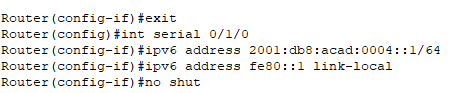 Router(config-if)#exit
Router(config)#int serial 0/1/0
Router(config-if)#ipv6 address 2001:db8:acad:0004::1/64
Router(config-if)#ipv6 address fe80::1 link-local
Router(config-if)#no shut